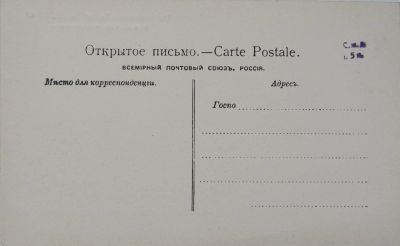 Открытое письмо.—Carte Postale.
ВСЕМІРНЫЙ ПОЧТОВЫЙ СОЮЗЪ. РОССІЯ.
Мѣсто для корреспонденціи.
Адресъ.
Госпо